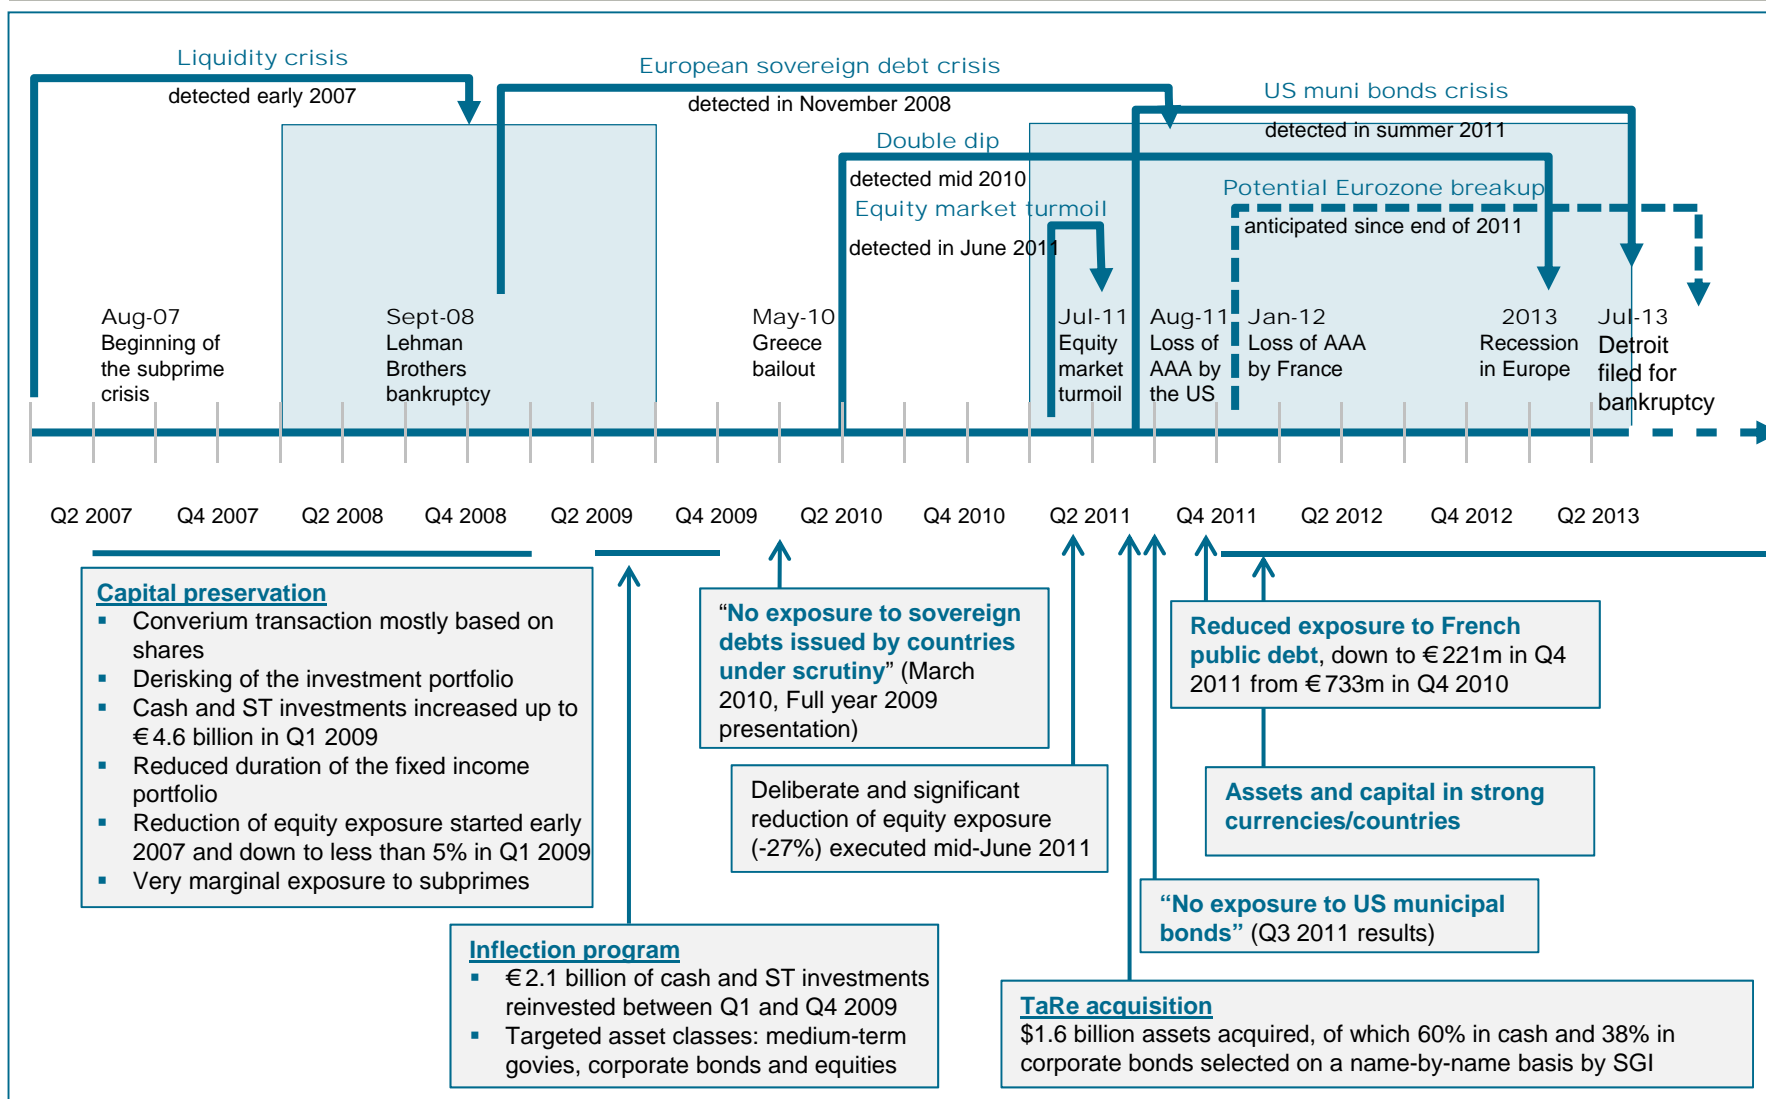 Liquidity crisis
detected early 2007
European sovereign debt crisis
detected in November 2008
US muni bonds crisis
detected in summer 2011
Double dip
detected mid 2010
Equity market turmoil
detected in June 2011
Potential Eurozone breakup
anticipated since end of 2011
Aug-07
Beginning of
the subprime
crisis
Sept-08
Lehman
Brothers
bankruptcy
May-10
Greece
bailout
Jul-11
Equity
market
turmoil
Aug-11
Loss of
AAA by
the US
Jan-12
Loss of AAA
by France
2013
Recession
in Europe
Jul-13
Detroit
filed for
bankruptcy
Q2 2007 Q4 2007 Q2 2008 Q4 2008 Q2 2009 Q4 2009 Q2 2010 Q4 2010 Q2 2011 Q4 2011 Q2 2012 Q4 2012 Q2 2013
Capital preservation
▪ Converium transaction mostly based on
shares
▪ Derisking of the investment portfolio
▪ Cash and ST investments increased up to
€4.6 billion in Q1 2009
▪ Reduced duration of the fixed income
portfolio
▪ Reduction of equity exposure started early
2007 and down to less than 5% in Q1 2009
▪ Very marginal exposure to subprimes
Inflection program
▪ €2.1 billion of cash and ST investments
reinvested between Q1 and Q4 2009
▪ Targeted asset classes: medium-term
govies, corporate bonds and equities
“No exposure to sovereign
debts issued by countries
under scrutiny” (March
2010, Full year 2009
presentation)
Deliberate and significant
reduction of equity exposure
(-27%) executed mid-June 2011
Reduced exposure to French
public debt, down to €221m in Q4
2011 from €733m in Q4 2010
Assets and capital in strong
currencies/countries
“No exposure to US municipal
bonds” (Q3 2011 results)
TaRe acquisition
$1.6 billion assets acquired, of which 60% in cash and 38% in
corporate bonds selected on a name-by-name basis by SGI